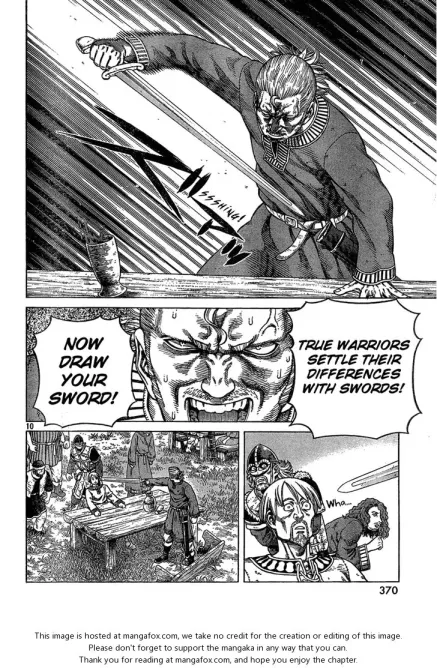 SSSSHING!
NOW
DRAW
YOUR
SWORD!
TRUE WARRIORS
SETTLE THEIR
DIFFERENCES
WITH SWORDS!
10
Wha...
370
This image is hosted at mangafox.com, we take no credit for the creation or editing of this image.
Please don't forget to support the mangaka in any way that you can.
Thank you for reading at mangafox.com, and hope you enjoy the chapter.